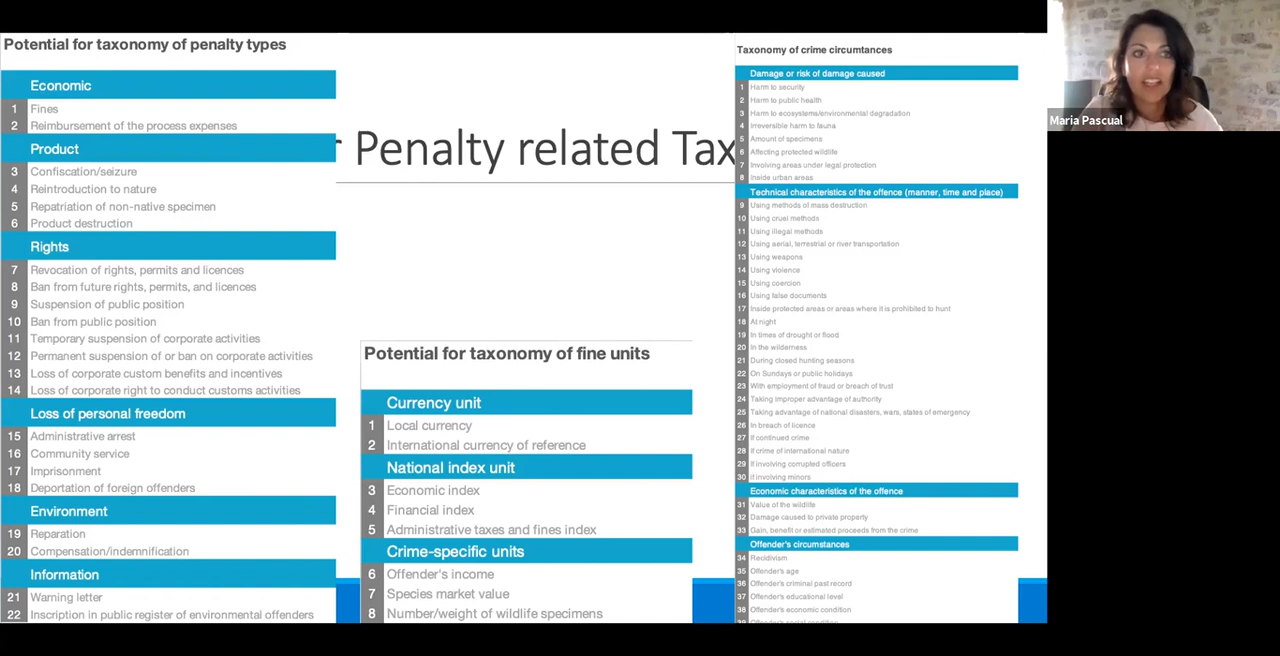 Potential for taxonomy of penalty types
Economic
1 Fines
2 Reimbursement of the process expenses
Product
3 Confiscation/seizure
4 Reintroduction to nature
5 Repatriation of non-native specimen
6 Product destruction
Rights
7 Revocation of rights, permits and licences
8 Ban from future rights, permits, and licences
9 Suspension of public position
10 Ban from public position
11 Temporary suspension of corporate activities
12 Permanent suspension of or ban on corporate activities
13 Loss of corporate custom benefits and incentives
14 Loss of corporate right to conduct customs activities
Loss of personal freedom
15 Administrative arrest
16 Community service
17 Imprisonment
18 Deportation of foreign offenders
Environment
19 Reparation
20 Compensation/indemnification
Information
21 Warning letter
22 Inscription in public register of environmental offenders
r Penalty related Tax
Potential for taxonomy of fine units
Currency unit
1 Local currency
2 International currency of reference
National index unit
3 Economic index
4 Financial index
5 Administrative taxes and fines index
Crime-specific units
6 Offender's income
7 Species market value
8 Number/weight of wildlife specimens
Taxonomy of crime circumtances
Damage or risk of damage caused
1 Harm to security
2 Harm to public health
3 Harm to ecosystems/environmental degradation
4 Irreversible harm to fauna
5 Amount of specimens
6 Affecting protected wildlife
7 Involving areas under legal protection
8 Inside urban areas
Technical characteristics of the offence (manner, time and place)
9 Using methods of mass destruction
10 Using cruel methods
11 Using illegal methods
12 Using aerial, terrestrial or river transportation
13 Using weapons
14 Using violence
15 Using coercion
16 Using false documents
17 Inside protected areas or areas where it is prohibited to hunt
18 At night
19 In times of drought or flood
20 In the wilderness
21 During closed hunting seasons
22 On Sundays or public holidays
23 With employment of fraud or breach of trust
24 Taking improper advantage of authority
25 Taking advantage of national disasters, wars, states of emergency
26 In breach of licence
27 If continued crime
28 If crime of international nature
29 If involving corrupted officers
30 If involving minors
Economic characteristics of the offence
31 Value of the wildlife
32 Damage caused to private property
33 Gain, benefit or estimated proceeds from the crime
Offender's circumstances
34 Recidivism
35 Offender's age
36 Offender's criminal past record
37 Offender's educational level
38 Offender's economic condition
Maria Pascual